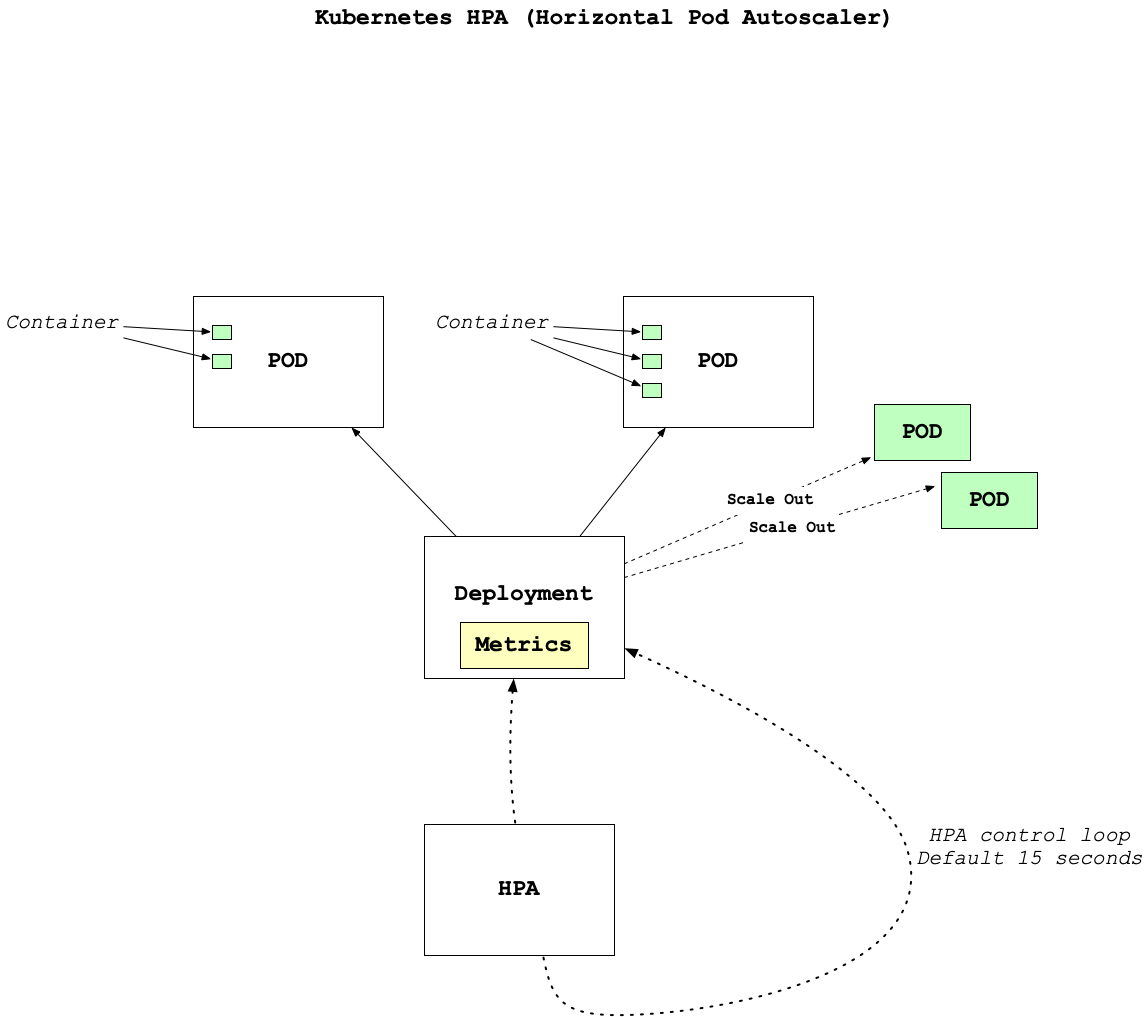 Kubernetes HPA (Horizontal Pod Autoscaler)
Container
POD
Container
POD
POD
POD
Scale Out
Scale Out
Deployment
Metrics
HPA control loop
Default 15 seconds
HPA